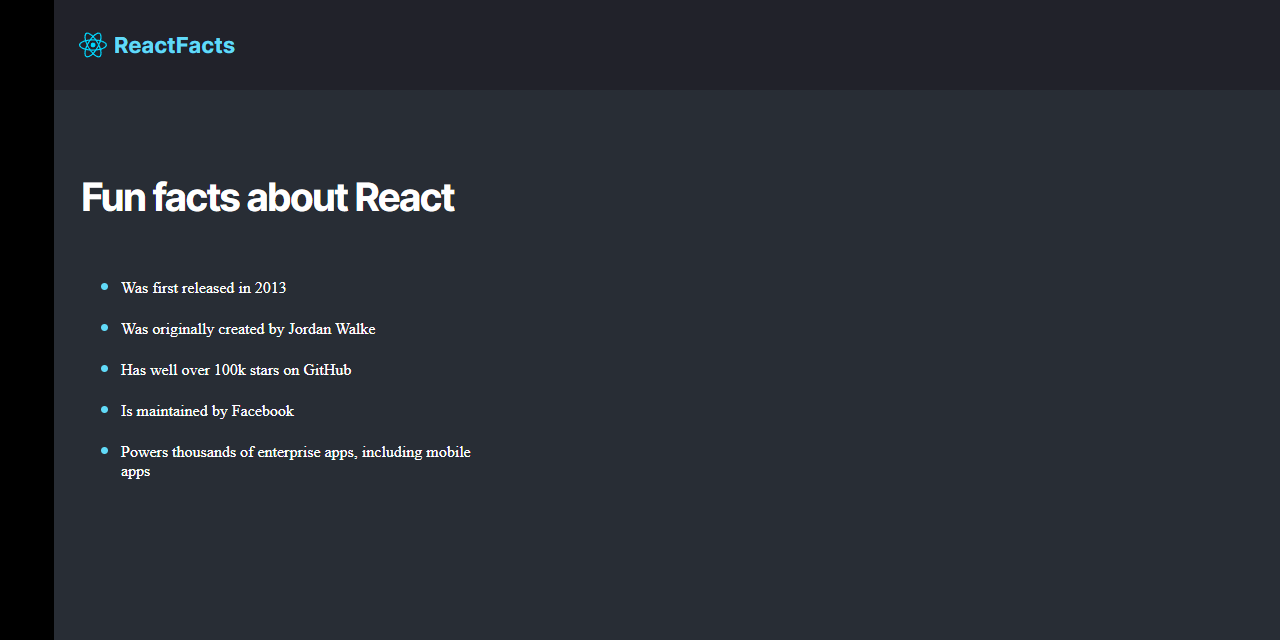 ReactFacts
Fun facts about React
Was first released in 2013
Was originally created by Jordan Walke
Has well over 100k stars on GitHub
Is maintained by Facebook
Powers thousands of enterprise apps, including mobile
apps